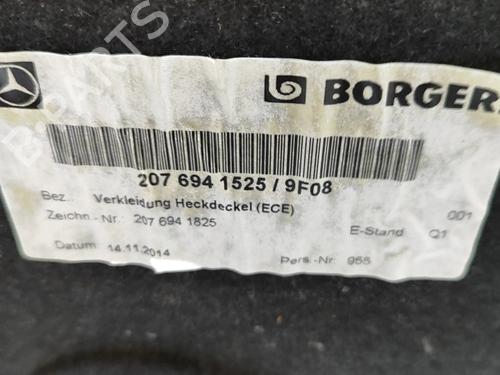 B-PARTS
BORGERS
207 694 1525 / 9F08
Bez.: Verkleidung Heckdeckel (ECE)
001
Zeichn.-Nr.: 207 694 1825
E-Stand: Q1
Datum: 14.11.2014
Pers.-Nr: 955